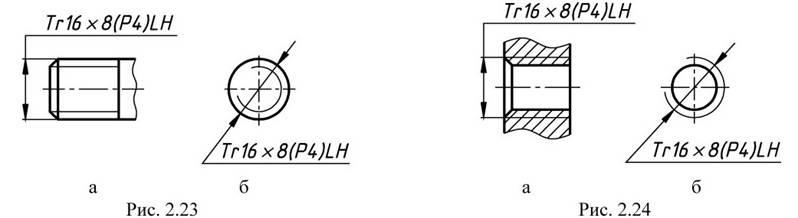 Tr16×8(P4)LH
Tr16×8(P4)LH
а
б
Рис. 2.23
Tr16×8(P4)LH
Tr16×8(P4)LH
а
б
Рис. 2.24